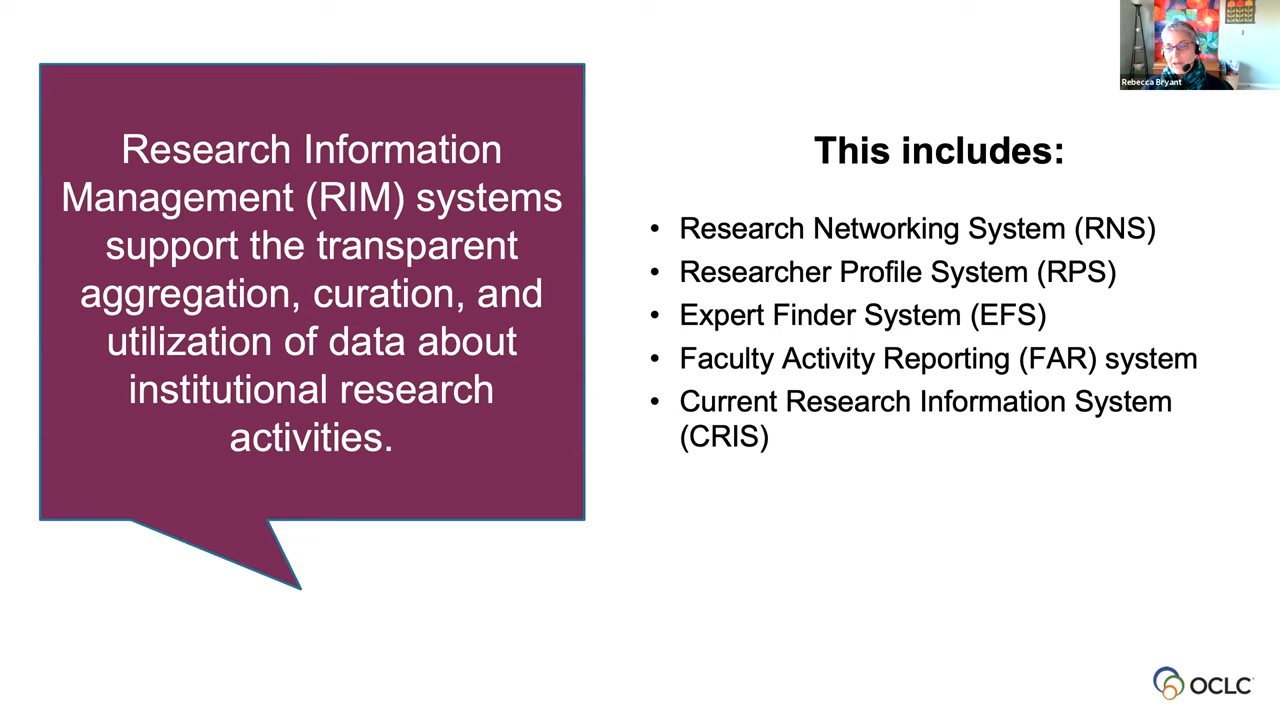 Rebecca Bryant
Research Information
Management (RIM) systems
support the transparent
aggregation, curation, and
utilization of data about
institutional research
activities.
This includes:
• Research Networking System (RNS)
• Researcher Profile System (RPS)
• Expert Finder System (EFS)
• Faculty Activity Reporting (FAR) system
• Current Research Information System
(CRIS)
OCLC